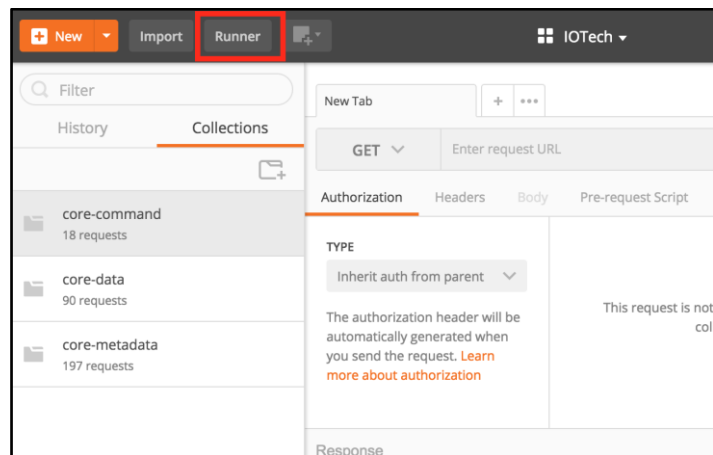 New Import Runner IOTech
Filter
History Collections
core-command
18 requests
core-data
90 requests
core-metadata
197 requests
New Tab
GET Enter request URL
Authorization Headers Body Pre-request Script
TYPE
Inherit auth from parent
The authorization header will be
automatically generated when
you send the request. Learn
more about authorization
This request is not
col
Response